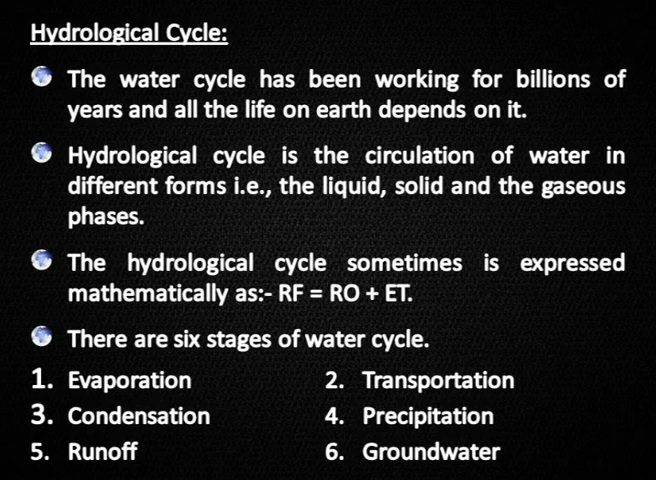 Hydrological Cycle:
The water cycle has been working for billions of
years and all the life on earth depends on it.
Hydrological cycle is the circulation of water in
different forms i.e., the liquid, solid and the gaseous
phases.
The hydrological cycle sometimes is expressed
mathematically as:- RF = RO + ET.
There are six stages of water cycle.
1. Evaporation 2. Transportation
3. Condensation 4. Precipitation
5. Runoff 6. Groundwater